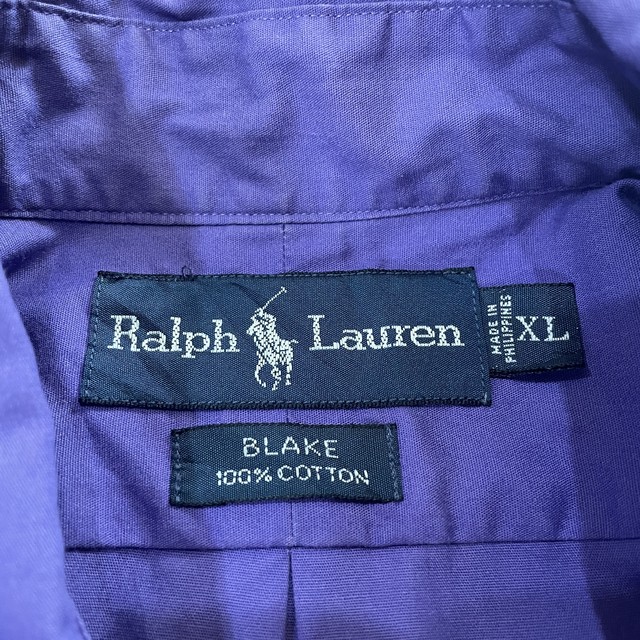 Ralph Lauren
MADE IN
PHILIPPINES
XL
BLAKE
100% COTTON